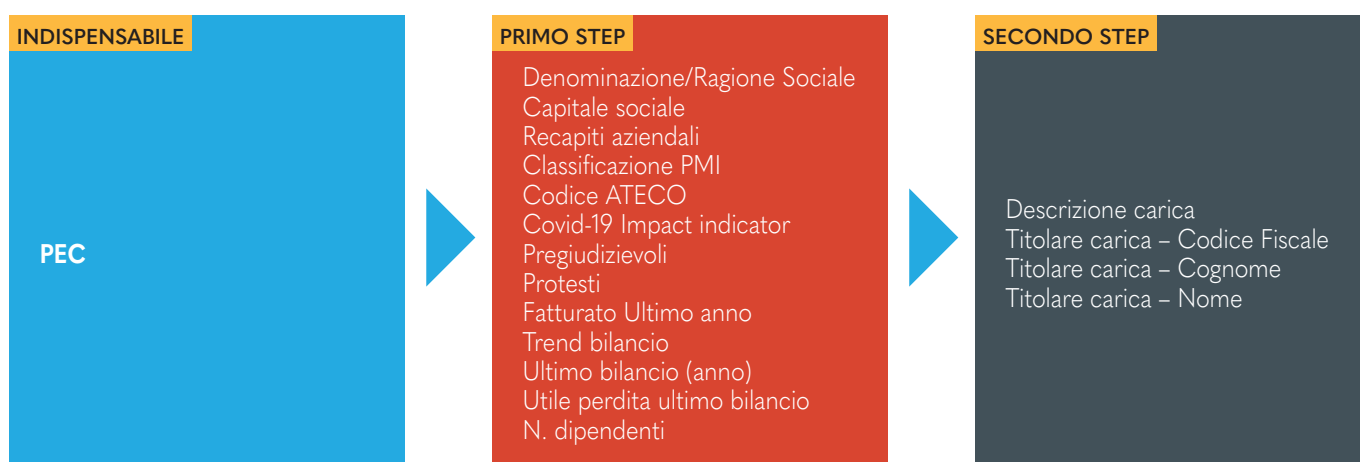 INDISPENSABILE
PEC
PRIMO STEP
Denominazione/Ragione Sociale
Capitale sociale
Recapiti aziendali
Classificazione PMI
Codice ATECO
Covid-19 Impact indicator
Pregiudizievoli
Protesti
Fatturato Ultimo anno
Trend bilancio
Ultimo bilancio (anno)
Utile perdita ultimo bilancio
N. dipendenti
SECONDO STEP
Descrizione carica
Titolare carica – Codice Fiscale
Titolare carica – Cognome
Titolare carica – Nome